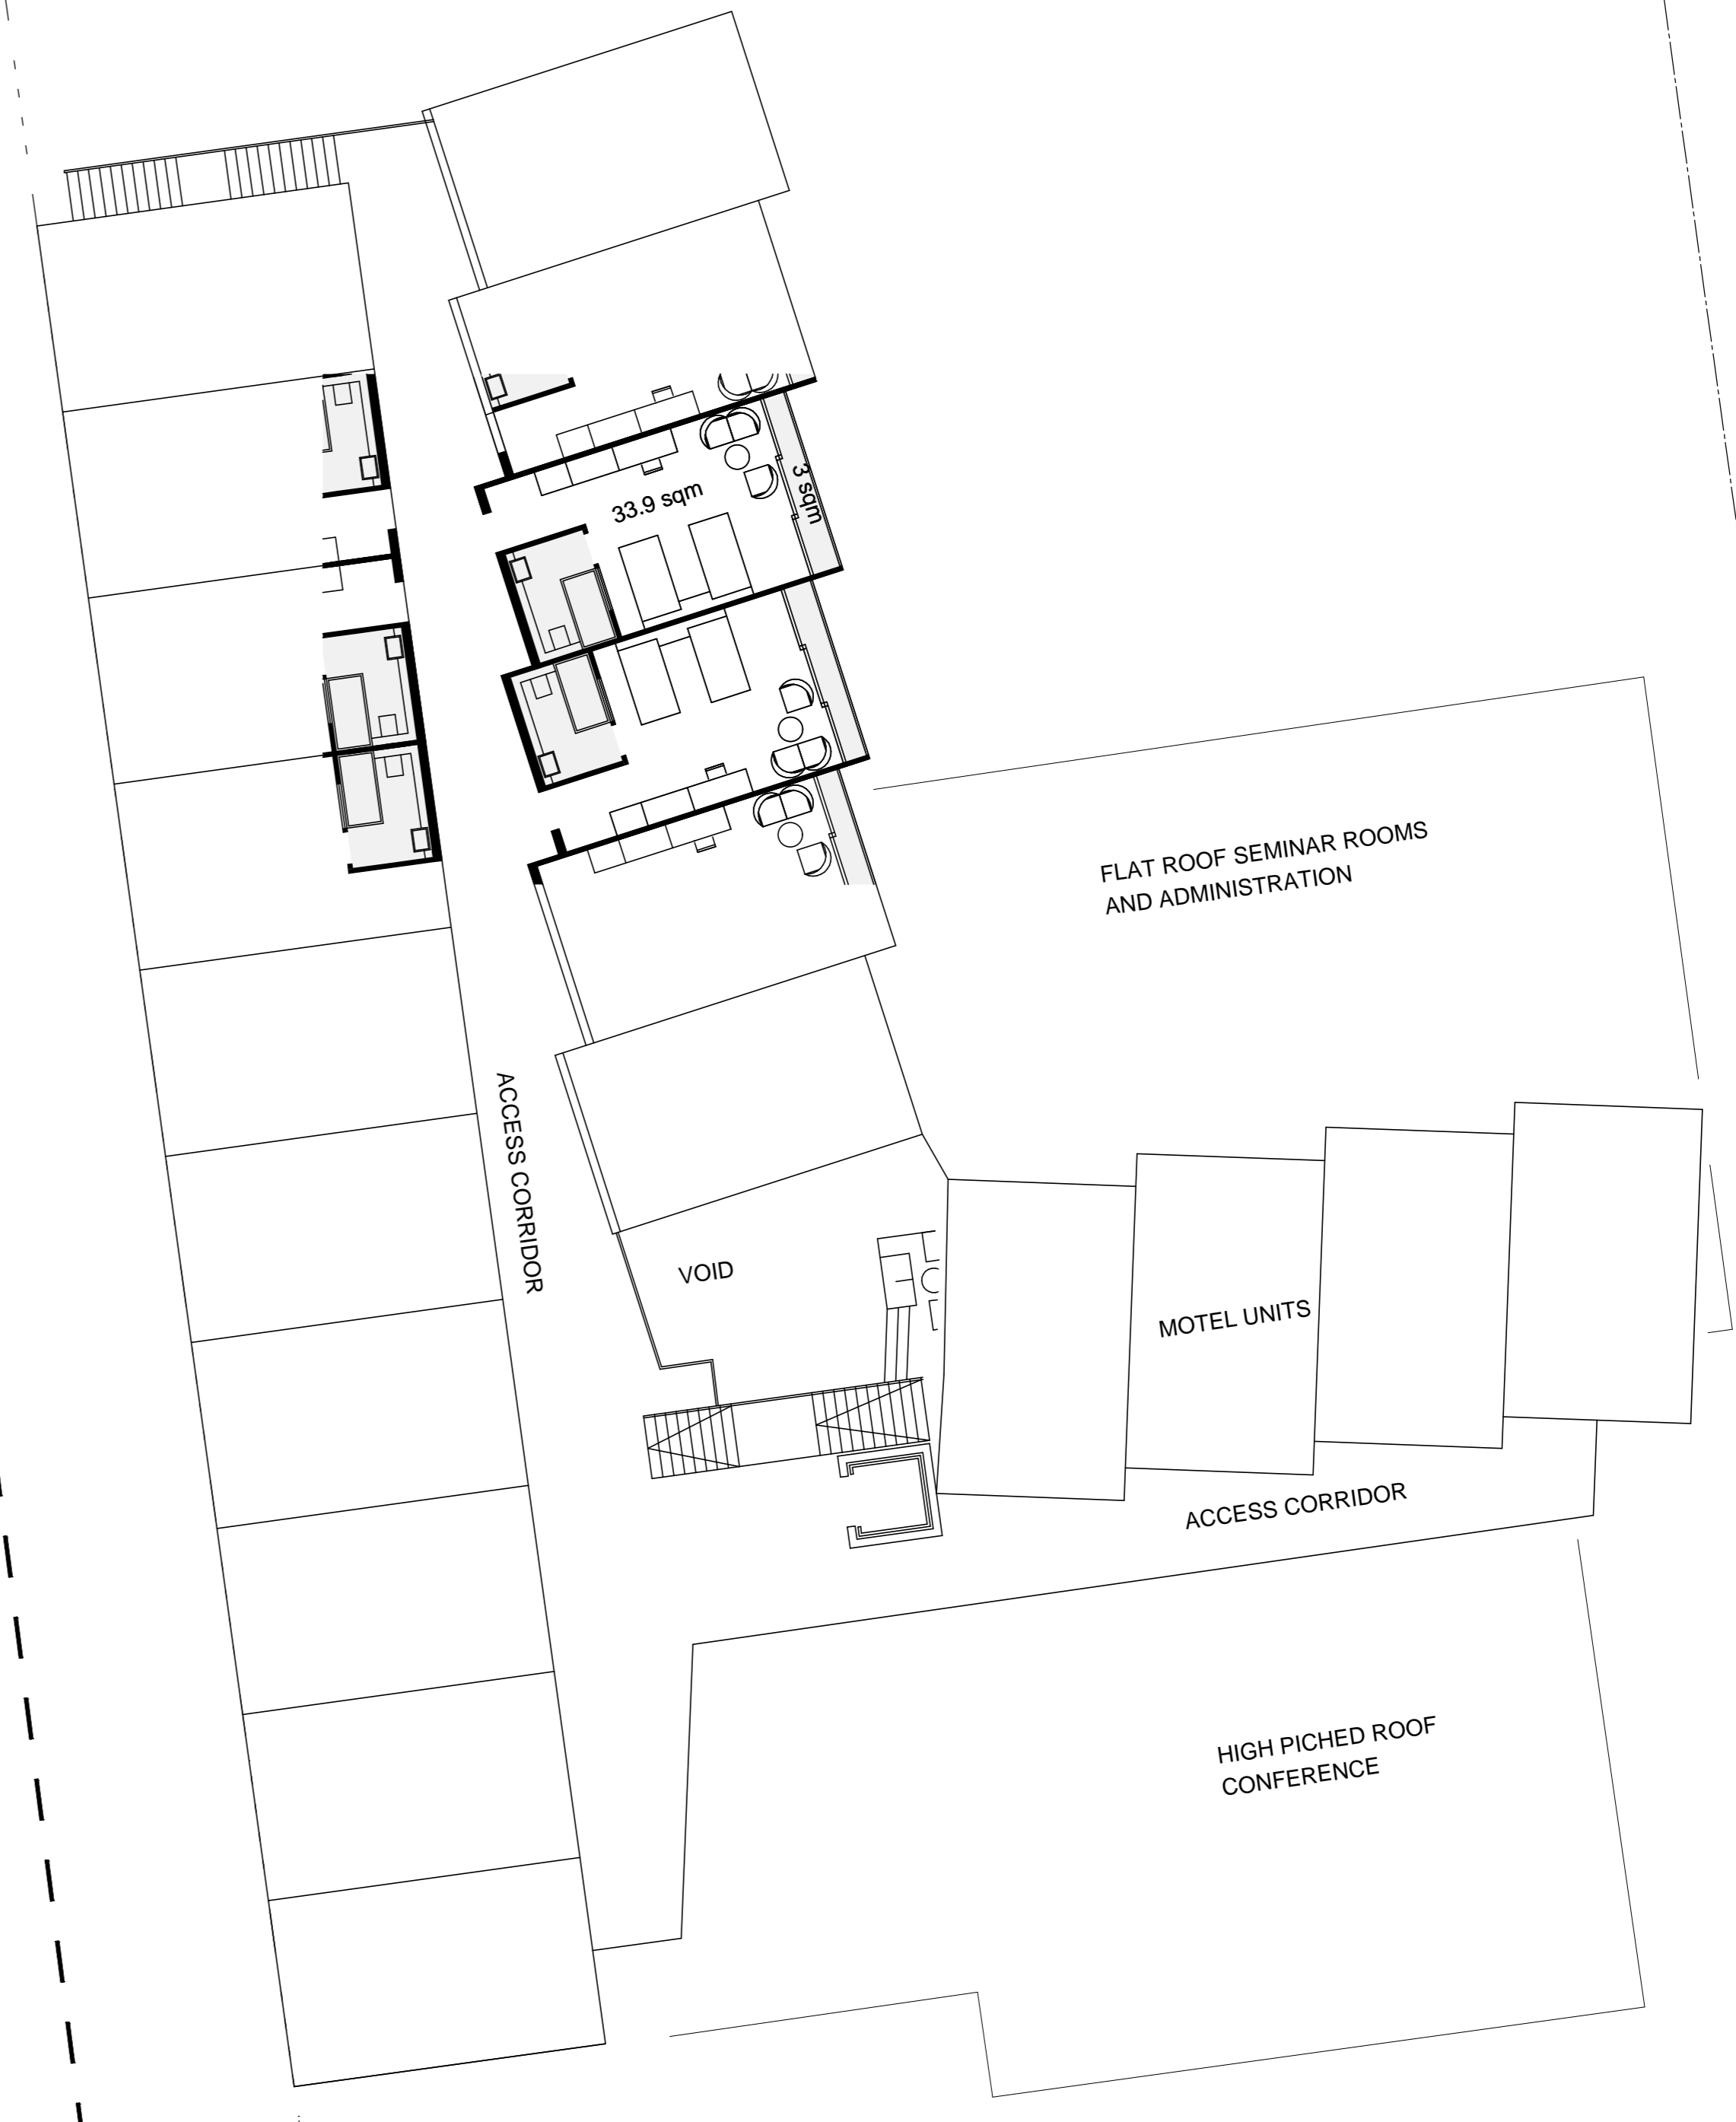 33.9 sqm
3 sqm
FLAT ROOF SEMINAR ROOMS
AND ADMINISTRATION
ACCESS CORRIDOR
VOID
MOTEL UNITS
ACCESS CORRIDOR
HIGH PICHED ROOF
CONFERENCE